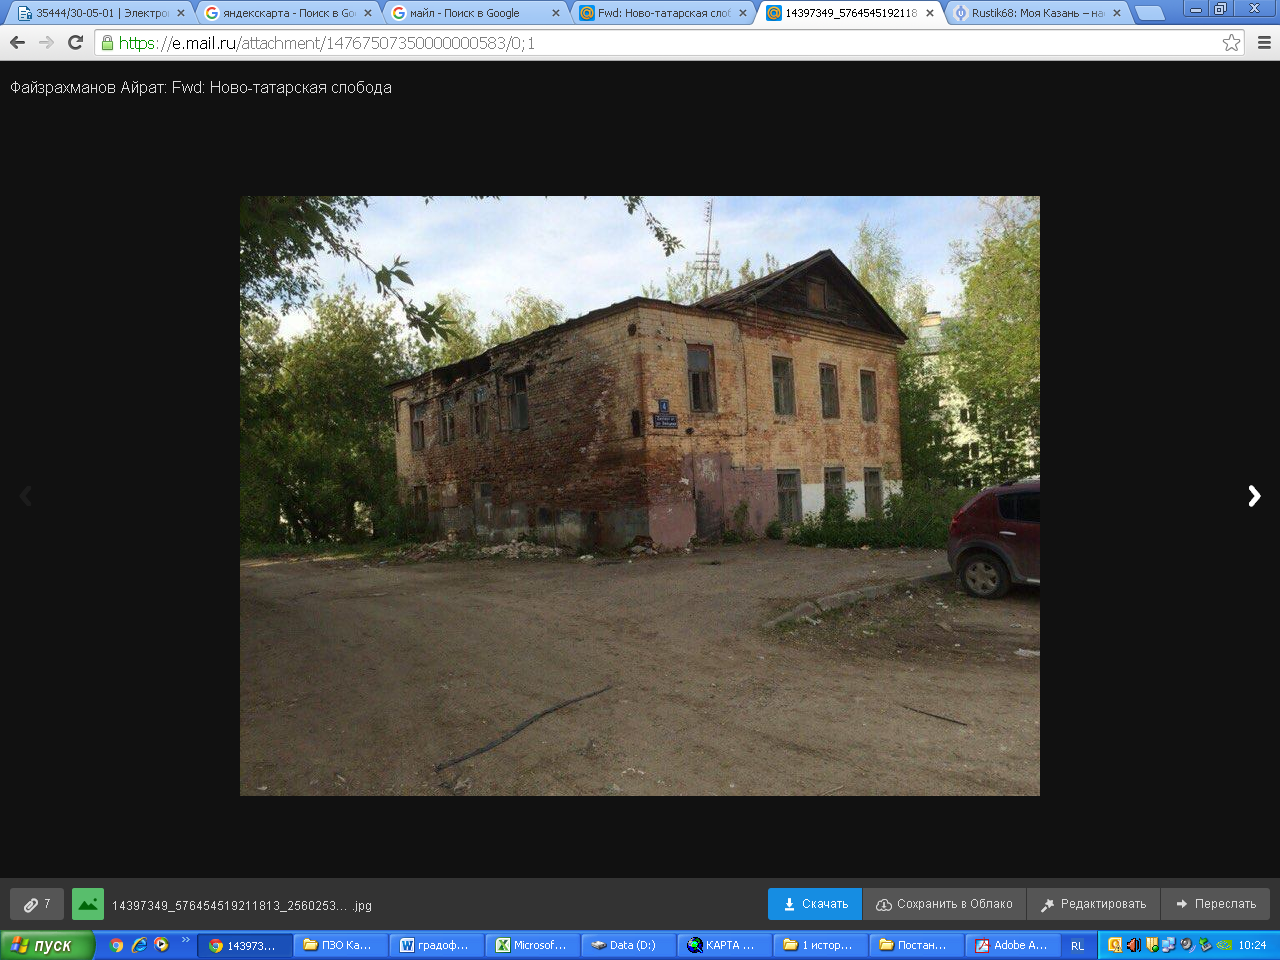 35444/30-05-01 | Электро
яндекскарта - Поиск в Go
майл - Поиск в Google
Fwd: Ново-татарская сло
14397349_5764545192118
Rustik68: Моя Казань – на
https://e.mail.ru/attachment/14767507350000000583/0;1
Файзрахманов Айрат: Fwd: Ново-татарская слобода
4
7
14397349_576454519211813_2560253... .jpg
Скачать
Сохранить в Облако
Редактировать
Переслать
пуск
143973...
ПЗО Ка...
градоф...
Microsof...
Data (D:)
КАРТА ...
1 истор...
Постан...
Adobe A...
RL
10:24